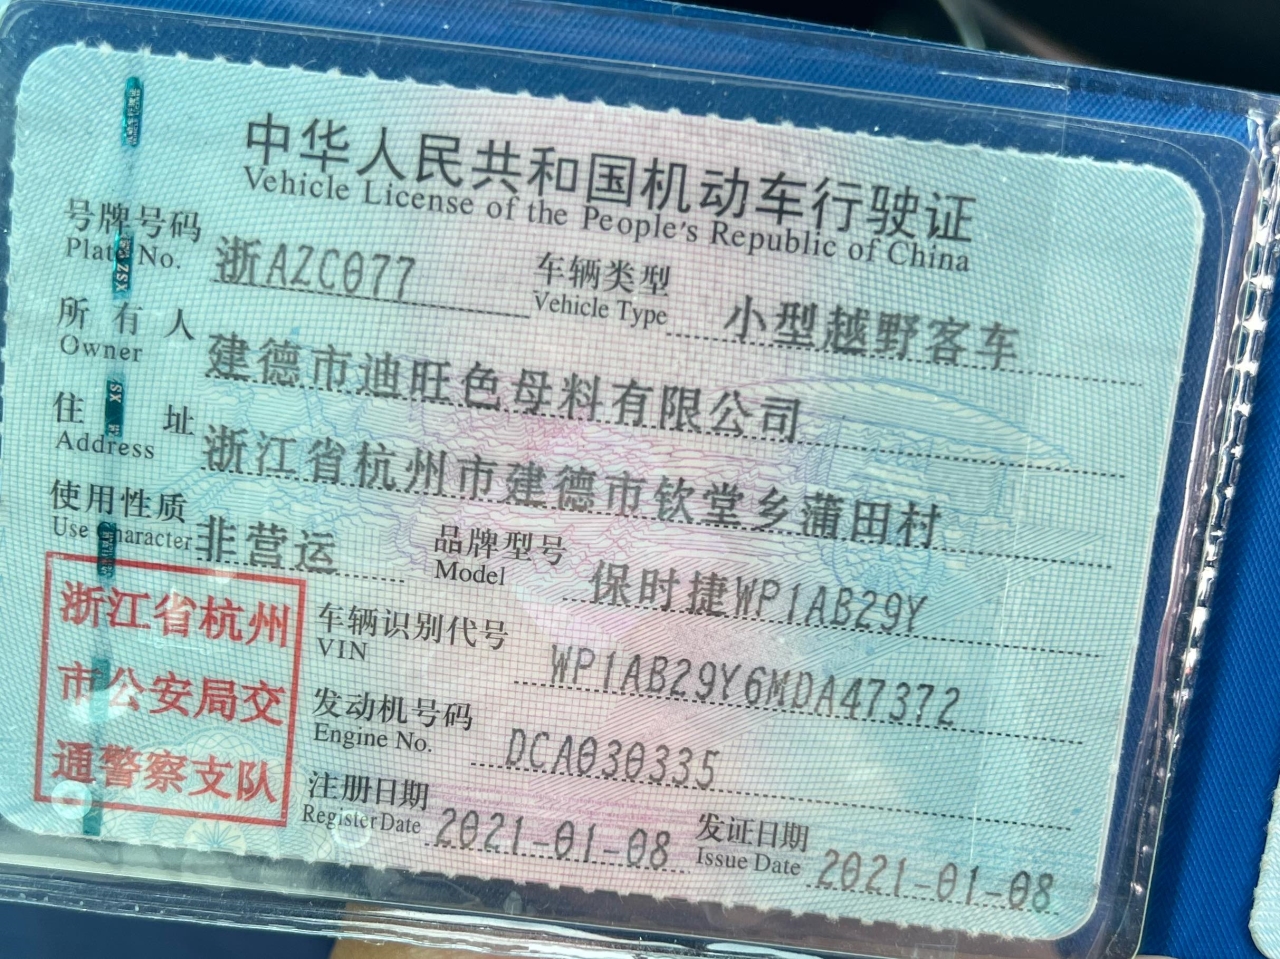 中华人民共和国机动车行驶证
Vehicle License of the People's Republic of China
号牌号码 浙AZC077 车辆类型 小型越野客车
Plate No. Vehicle Type
所有人 建德市迪旺色母料有限公司
Owner
住址 浙江省杭州市建德市钦堂乡蒲田村
Address
使用性质 非营运 品牌型号 保时捷WP1AB29Y
Use Character Model
浙江省杭州
市公安局交
通警察支队
车辆识别代号 WP1AB29Y6MDA47372
VIN
发动机号码 DCA030335
Engine No.
注册日期 2021-01-08 发证日期 2021-01-08
Register Date Issue Date